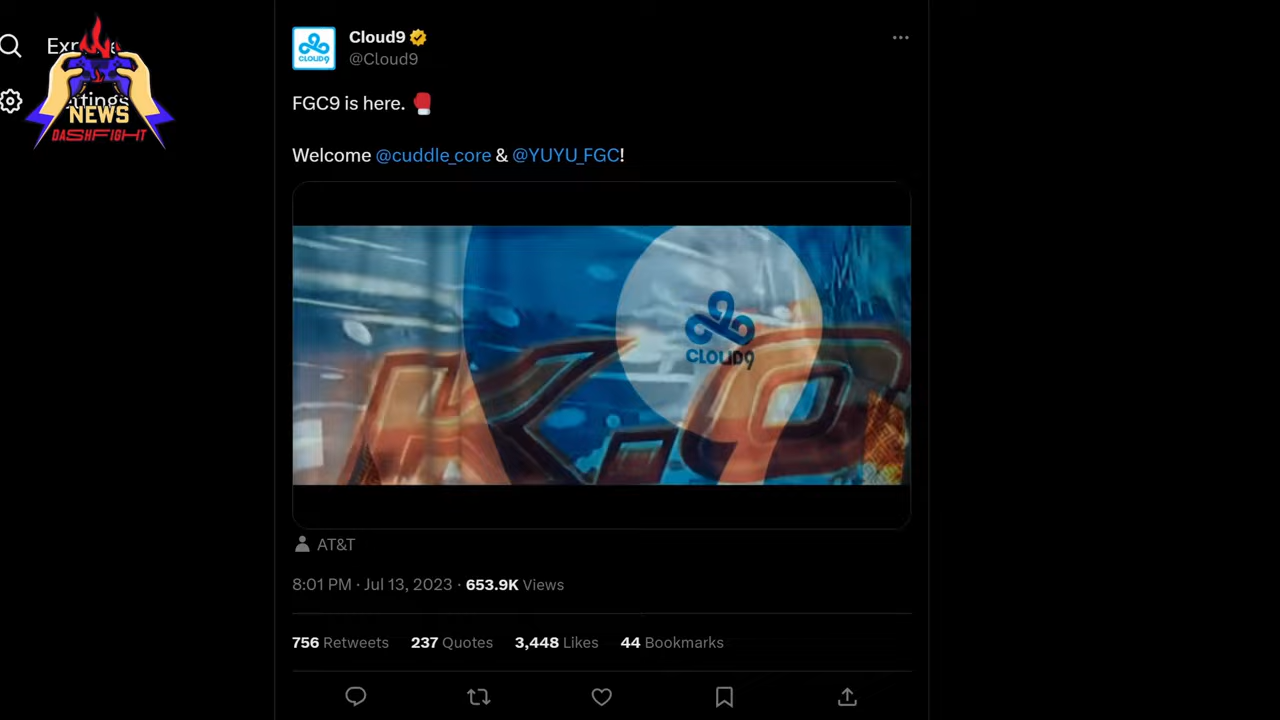 Cloud9
@Cloud9
FGC9 is here.
Welcome @cuddle_core & @YUYU_FGC!
CLOUD9
K.O
CLOUD9
AT&T
8:01 PM · Jul 13, 2023 · 653.9K Views
756 Retweets 237 Quotes 3,448 Likes 44 Bookmarks
NEWS
DASHFIGHT